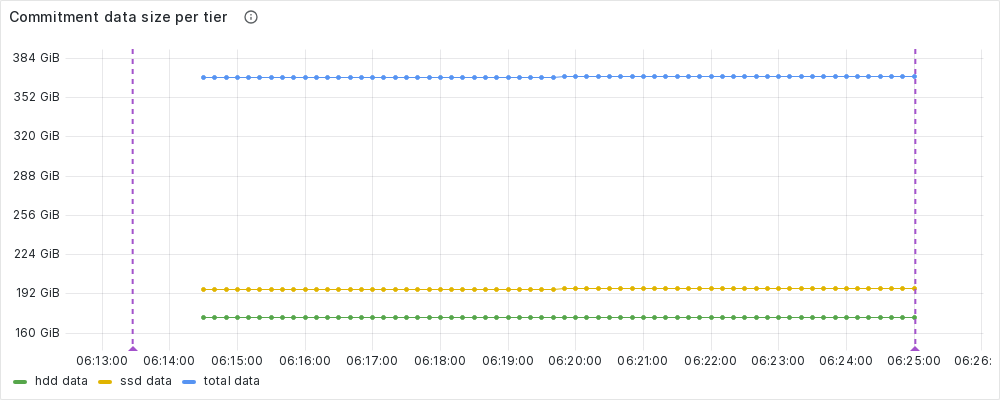 Commitment data size per tier
384 GiB
352 GiB
320 GiB
288 GiB
256 GiB
224 GiB
192 GiB
160 GiB
06:13:00 06:14:00 06:15:00 06:16:00 06:17:00 06:18:00 06:19:00 06:20:00 06:21:00 06:22:00 06:23:00 06:24:00 06:25:00 06:26:
hdd data ssd data total data